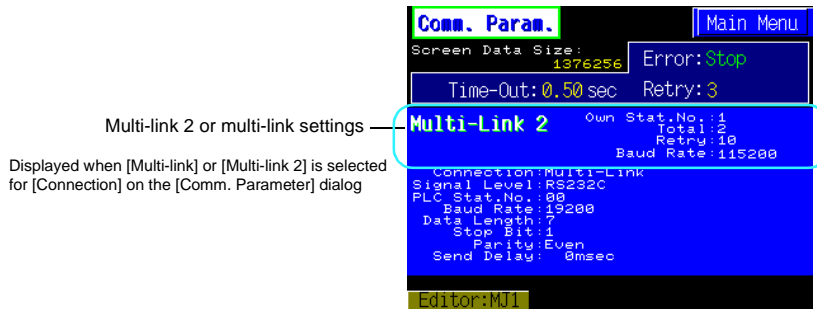 Comm. Param.
Main Menu
Screen Data Size:
1376256
Error:Stop
Time-Out:0.50 sec
Retry:3
Multi-link 2 or multi-link settings
Displayed when [Multi-link] or [Multi-link 2] is selected
for [Connection] on the [Comm. Parameter] dialog
Multi-Link 2
Own Stat.No.:1
Total:2
Retry:10
Baud Rate:115200
Connection:Multi-Link
Signal Level:RS232C
PLC Stat.No.:00
Baud Rate:19200
Data Length:7
Stop Bit:1
Parity:Even
Send Delay: 0msec
Editor:MJ1